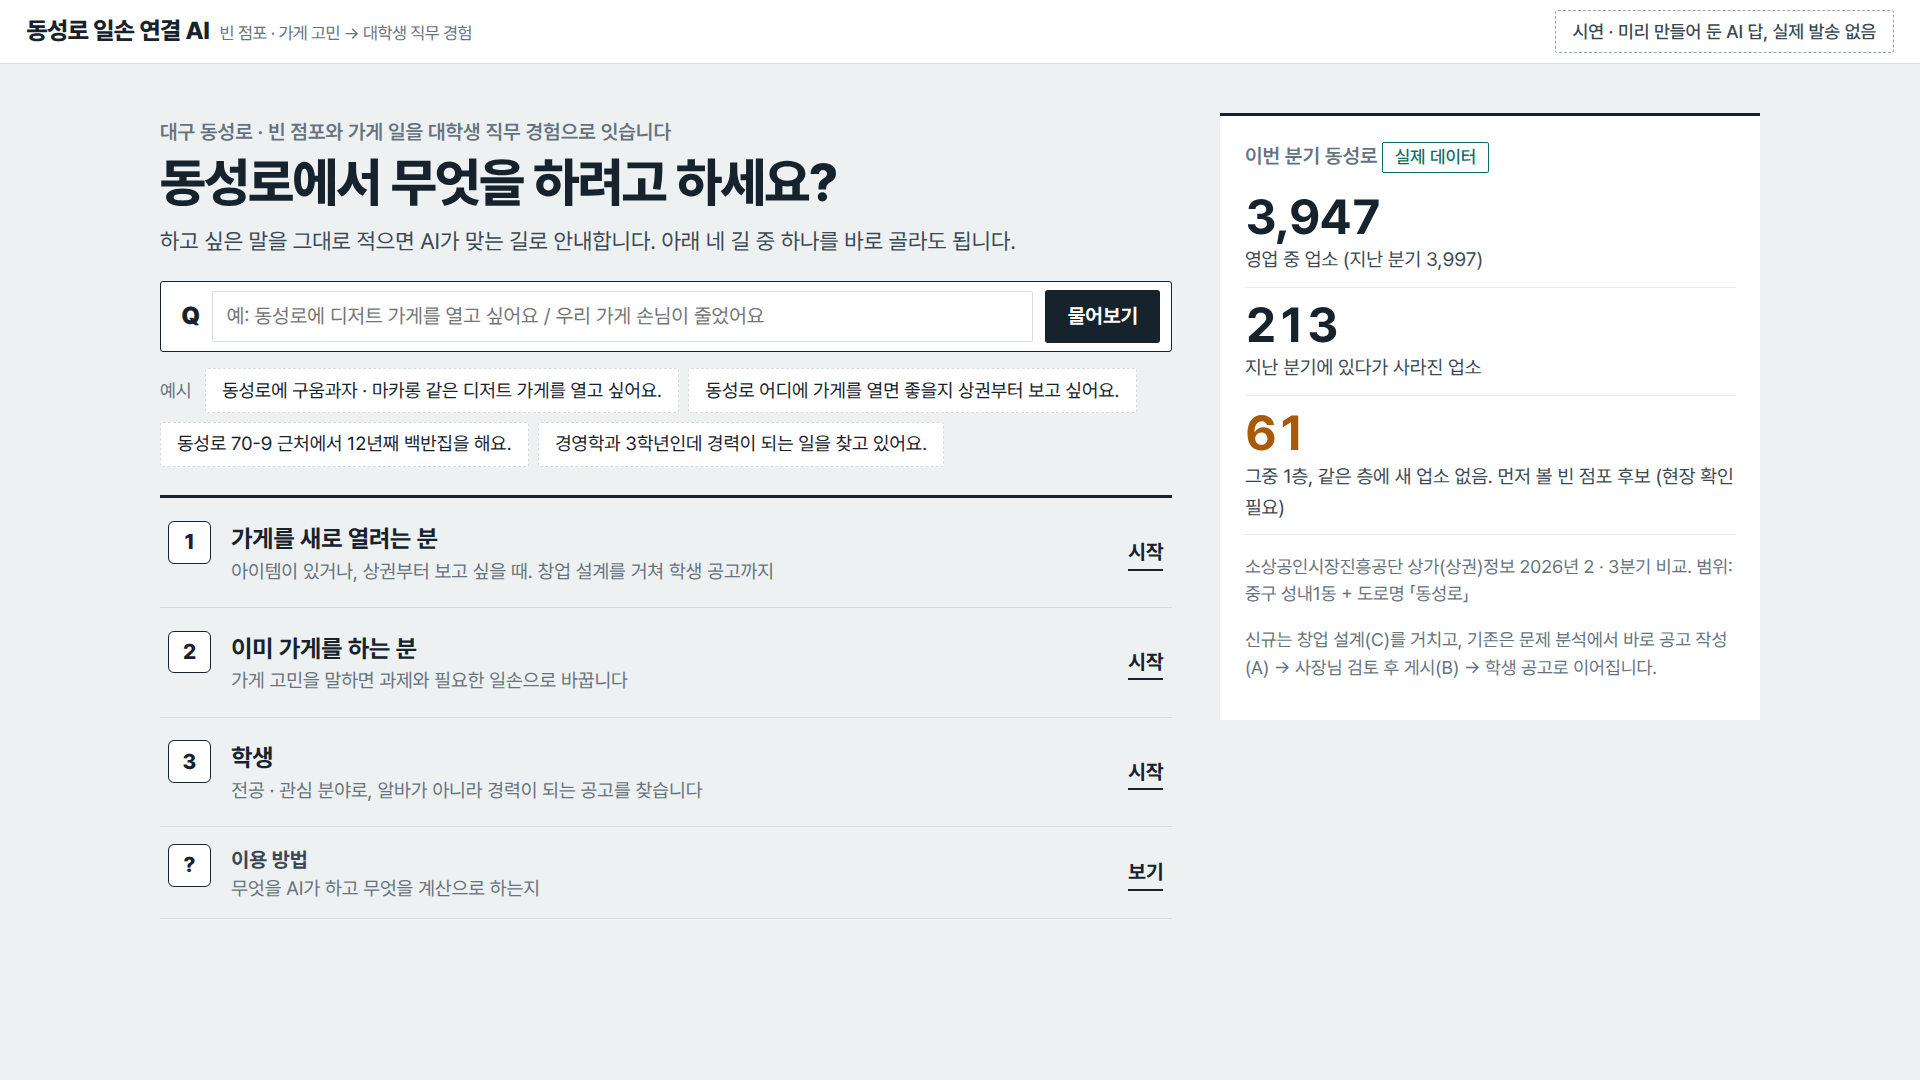 동성로 일손 연결 AI 빈 점포 · 가게 고민 → 대학생 직무 경험
시연 · 미리 만들어 둔 AI 답, 실제 발송 없음
대구 동성로 · 빈 점포와 가게 일을 대학생 직무 경험으로 잇습니다
동성로에서 무엇을 하려고 하세요?
하고 싶은 말을 그대로 적으면 AI가 맞는 길로 안내합니다. 아래 네 길 중 하나를 바로 골라도 됩니다.
Q 예: 동성로에 디저트 가게를 열고 싶어요 / 우리 가게 손님이 줄었어요 물어보기
예시 동성로에 구움과자 · 마카롱 같은 디저트 가게를 열고 싶어요. 동성로 어디에 가게를 열면 좋을지 상권부터 보고 싶어요.
동성로 70-9 근처에서 12년째 백반집을 해요. 경영학과 3학년인데 경력이 되는 일을 찾고 있어요.
1 가게를 새로 열려는 분 시작
아이템이 있거나, 상권부터 보고 싶을 때. 창업 설계를 거쳐 학생 공고까지
2 이미 가게를 하는 분 시작
가게 고민을 말하면 과제와 필요한 일손으로 바꿉니다
3 학생 시작
전공 · 관심 분야로, 알바가 아니라 경력이 되는 공고를 찾습니다
? 이용 방법 보기
무엇을 AI가 하고 무엇을 계산으로 하는지
이번 분기 동성로 실제 데이터
3,947
영업 중 업소 (지난 분기 3,997)
213
지난 분기에 있다가 사라진 업소
61
그중 1층, 같은 층에 새 업소 없음. 먼저 볼 빈 점포 후보 (현장 확인
필요)
소상공인시장진흥공단 상가(상권)정보 2026년 2 · 3분기 비교. 범위:
중구 성내1동 + 도로명 「동성로」
신규는 창업 설계(C)를 거치고, 기존은 문제 분석에서 바로 공고 작성
(A) → 사장님 검토 후 게시(B) → 학생 공고로 이어집니다.